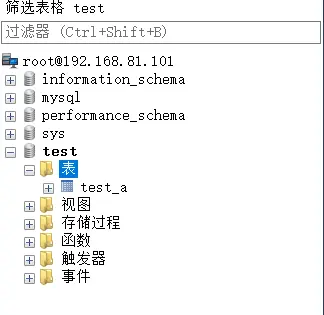 筛选表格 test
过滤器 (Ctrl+Shift+B)
root@192.168.81.101
information_schema
mysql
performance_schema
sys
test
表
test_a
视图
存储过程
函数
触发器
事件